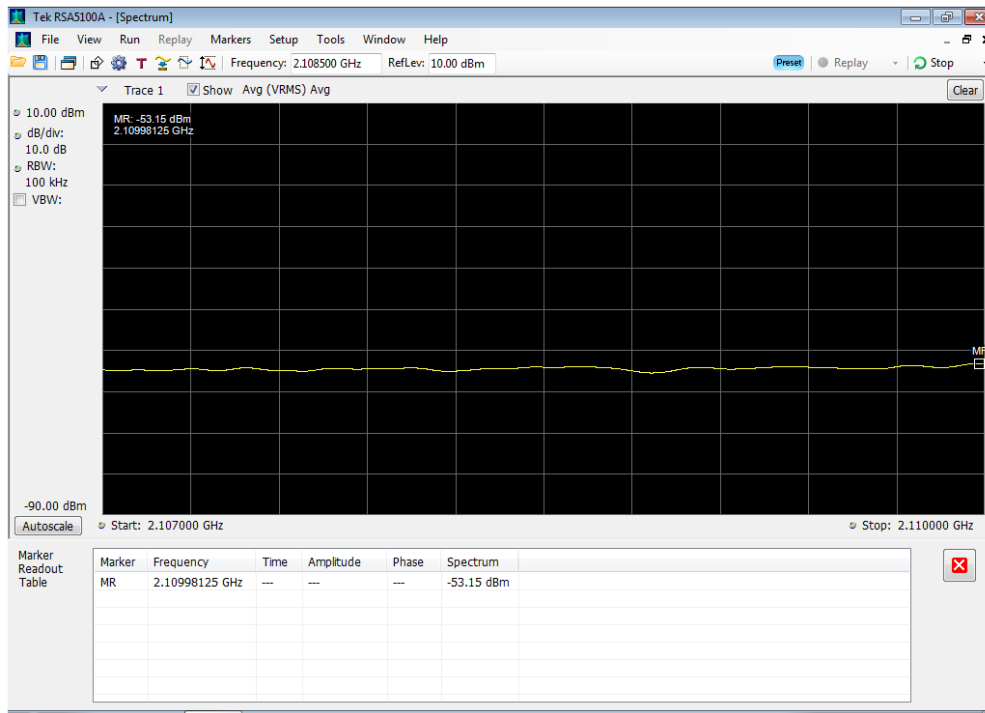 Tek RSA5100A - [Spectrum]
File View Run Replay Markers Setup Tools Window Help
T Frequency: 2.108500 GHz RefLev: 10.00 dBm Preset Replay Stop
Trace 1 Show Avg (VRMS) Avg Clear
10.00 dBm
dB/div:
10.0 dB
RBW:
100 kHz
VBW:
MR: -53.15 dBm
2.10998125 GHz
MR
-90.00 dBm
Autoscale Start: 2.107000 GHz Stop: 2.110000 GHz
Marker
Readout
Table
Marker Frequency Time Amplitude Phase Spectrum
MR 2.10998125 GHz --- --- --- -53.15 dBm